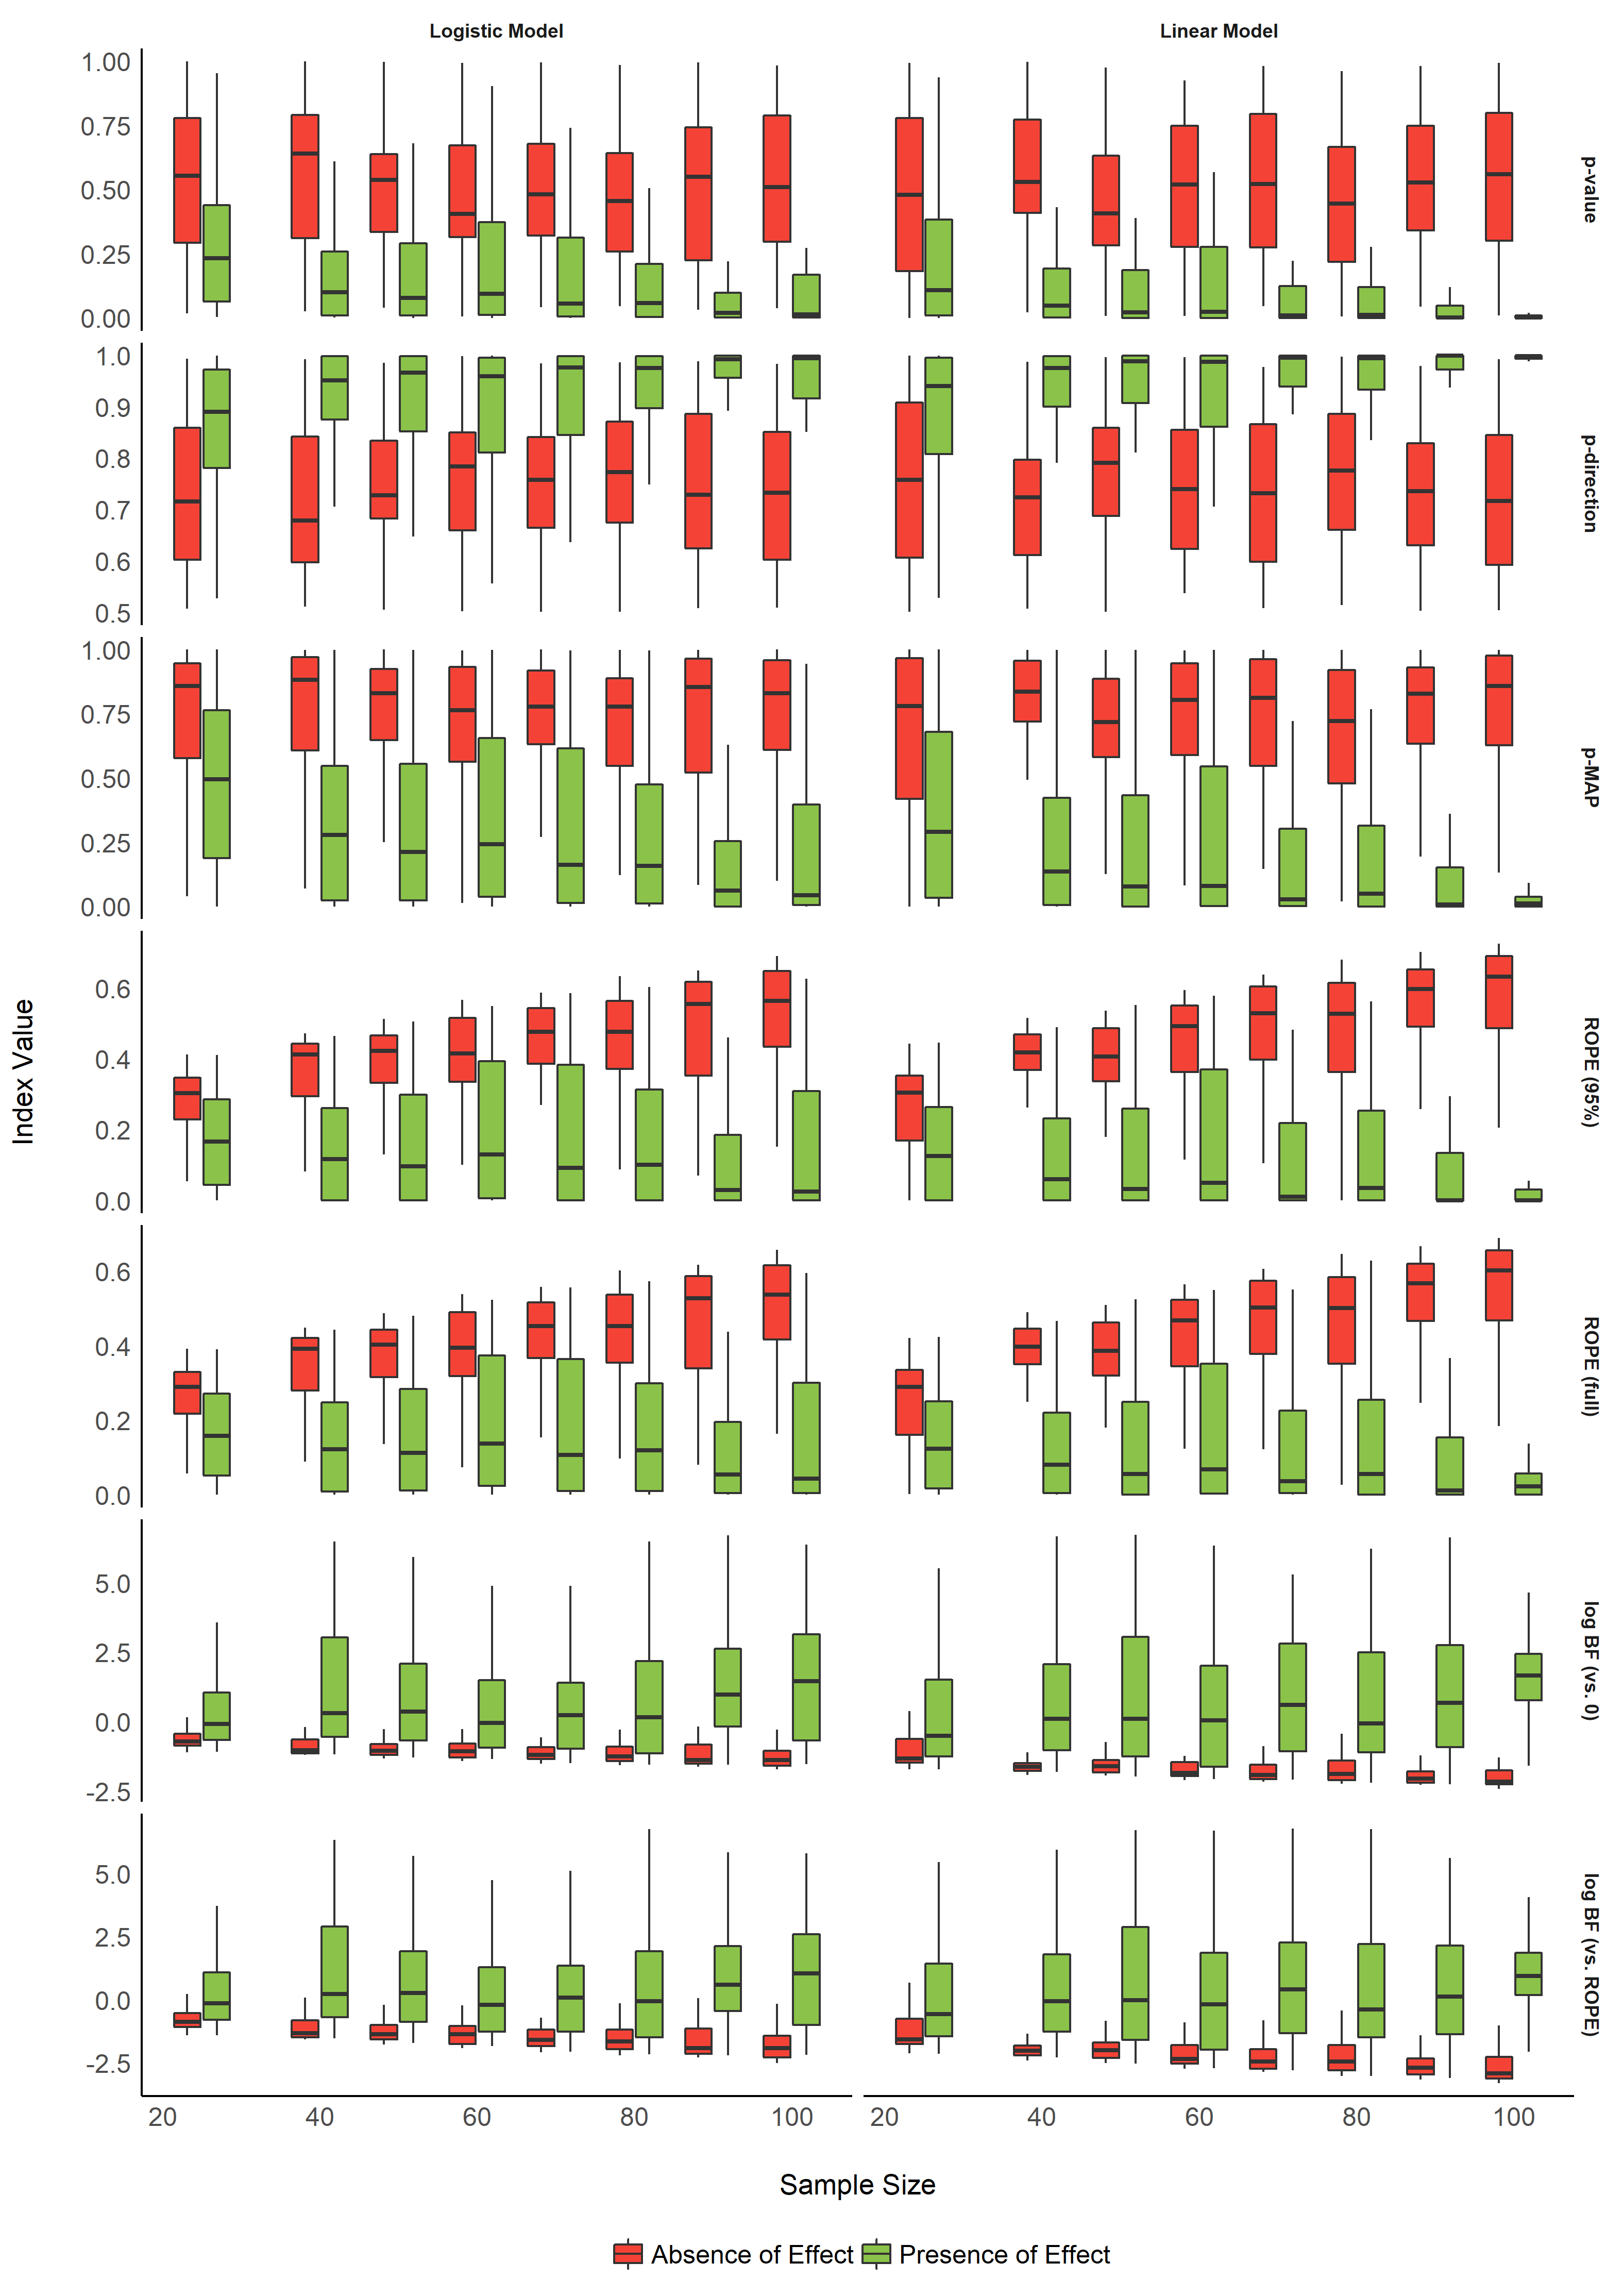 Logistic Model
Linear Model
1.00
0.75
0.50
0.25
0.00
p-value
1.0
0.9
0.8
0.7
0.6
0.5
p-direction
1.00
0.75
0.50
0.25
0.00
p-MAP
0.6
0.4
0.2
0.0
ROPE (95%)
0.6
0.4
0.2
0.0
ROPE (full)
5.0
2.5
0.0
-2.5
log BF (vs. 0)
5.0
2.5
0.0
-2.5
log BF (vs. ROPE)
Index Value
20 40 60 80 100
20 40 60 80 100
Sample Size
Absence of Effect Presence of Effect